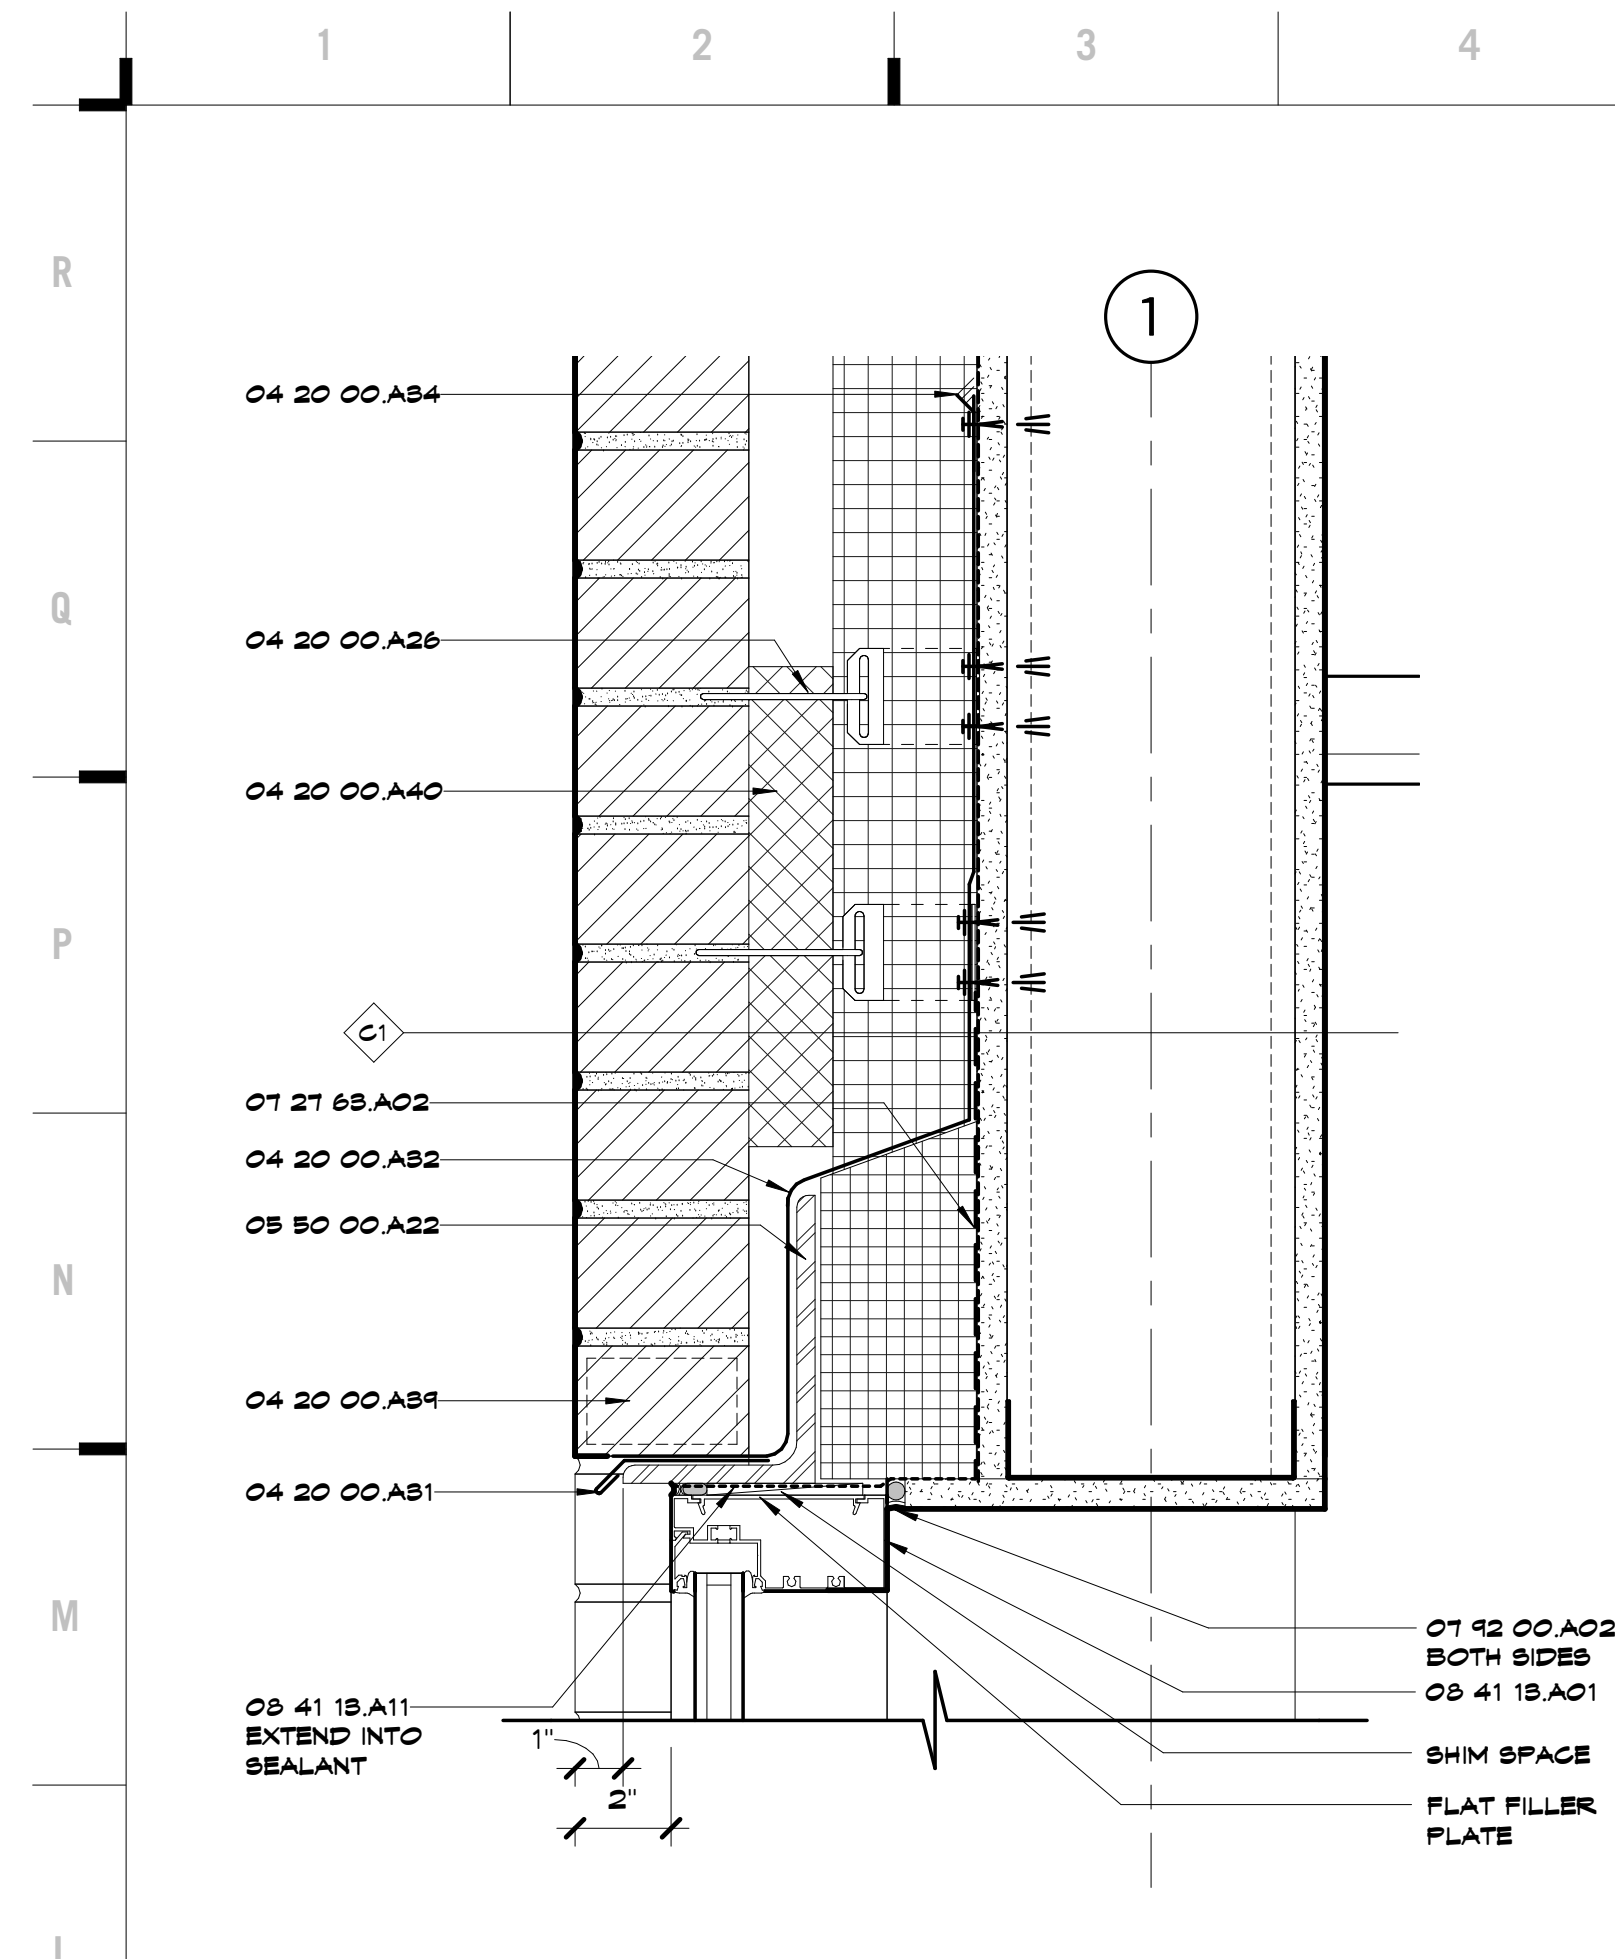 1 2 3 4
R
1
04 20 00.A34
Q
04 20 00.A26
04 20 00.A40
P
C1
07 27 63.A02
04 20 00.A32
05 50 00.A22
N
04 20 00.A39
04 20 00.A31
M
07 92 00.A02
BOTH SIDES
08 41 13.A01
08 41 13.A11
EXTEND INTO
SEALANT
1"
SHIM SPACE
2"
FLAT FILLER
PLATE